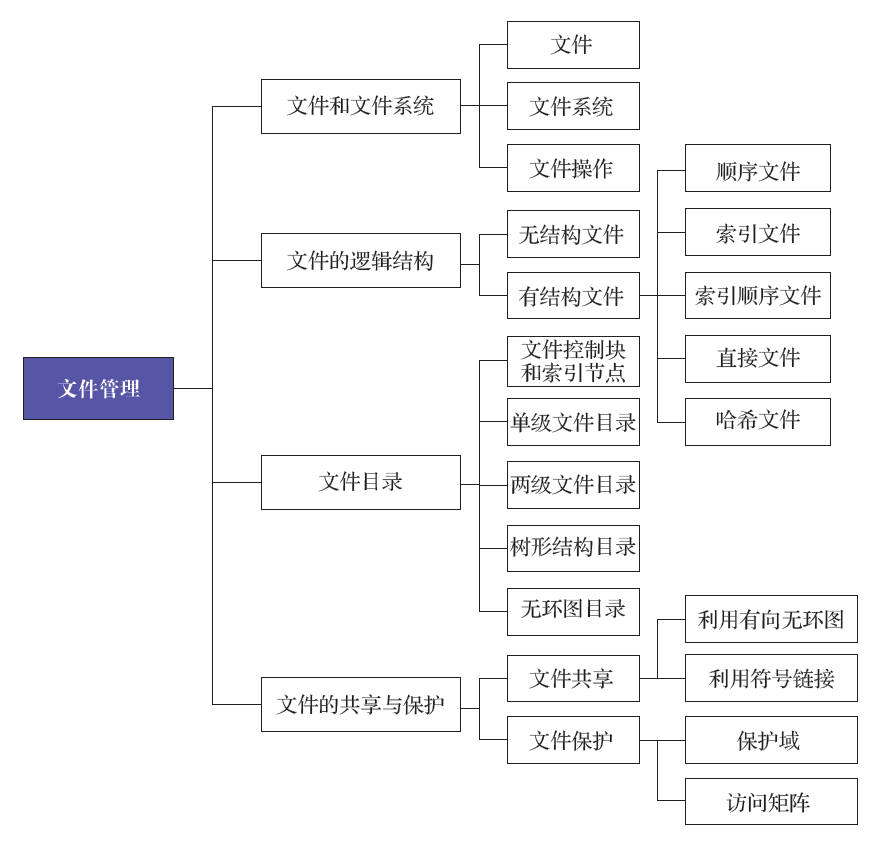 文件管理
文件和文件系统
文件
文件系统
文件操作
文件的逻辑结构
无结构文件
有结构文件
顺序文件
索引文件
索引顺序文件
直接文件
哈希文件
文件目录
文件控制块
和索引节点
单级文件目录
两级文件目录
树形结构目录
无环图目录
文件的共享与保护
文件共享
利用有向无环图
利用符号链接
文件保护
保护域
访问矩阵